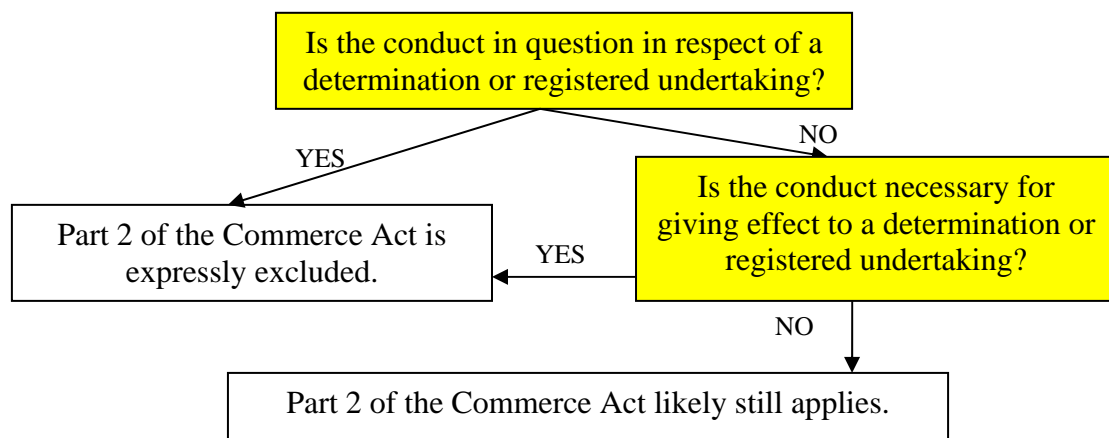 Is the conduct in question in respect of a
determination or registered undertaking?
YES
NO
Is the conduct necessary for
giving effect to a determination or
registered undertaking?
Part 2 of the Commerce Act is
expressly excluded.
YES
NO
Part 2 of the Commerce Act likely still applies.